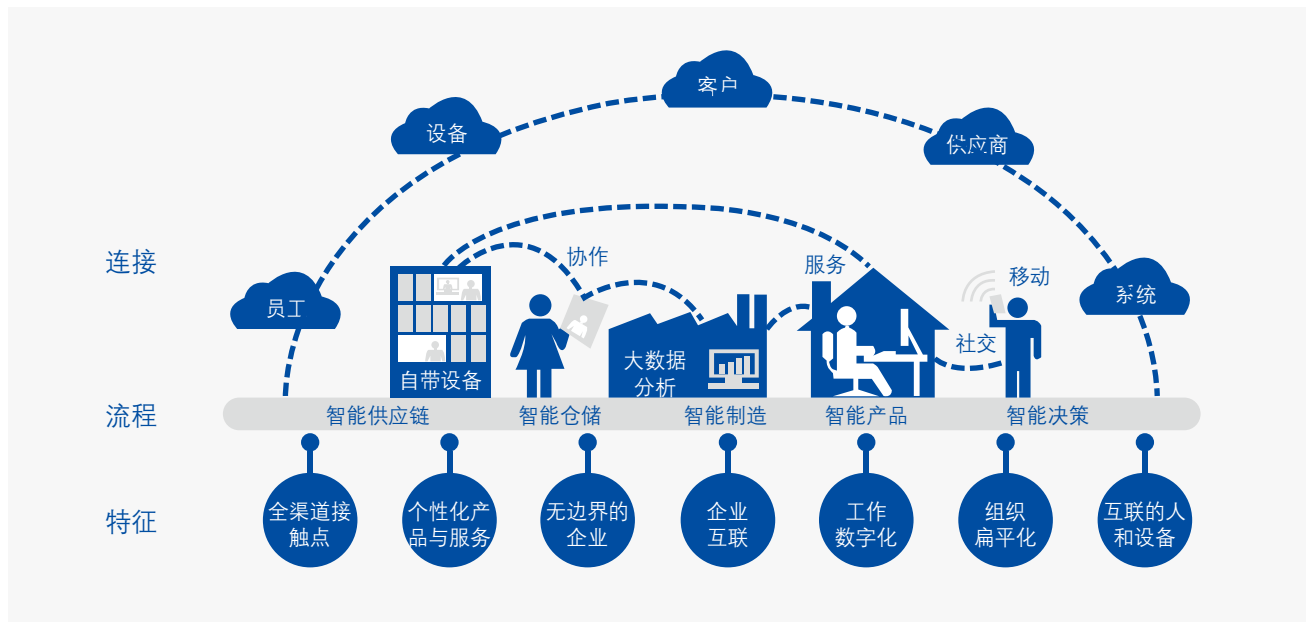 客户
设备
供应商
连接
协作
服务
移动
员工
系统
社交
大数据
分析
自带设备
流程
智能供应链
智能仓储
智能制造
智能产品
智能决策
特征
全渠道接
触点
个性化产
品与服务
无边界的
企业
企业
互联
工作
数字化
组织
扁平化
互联的人
和设备